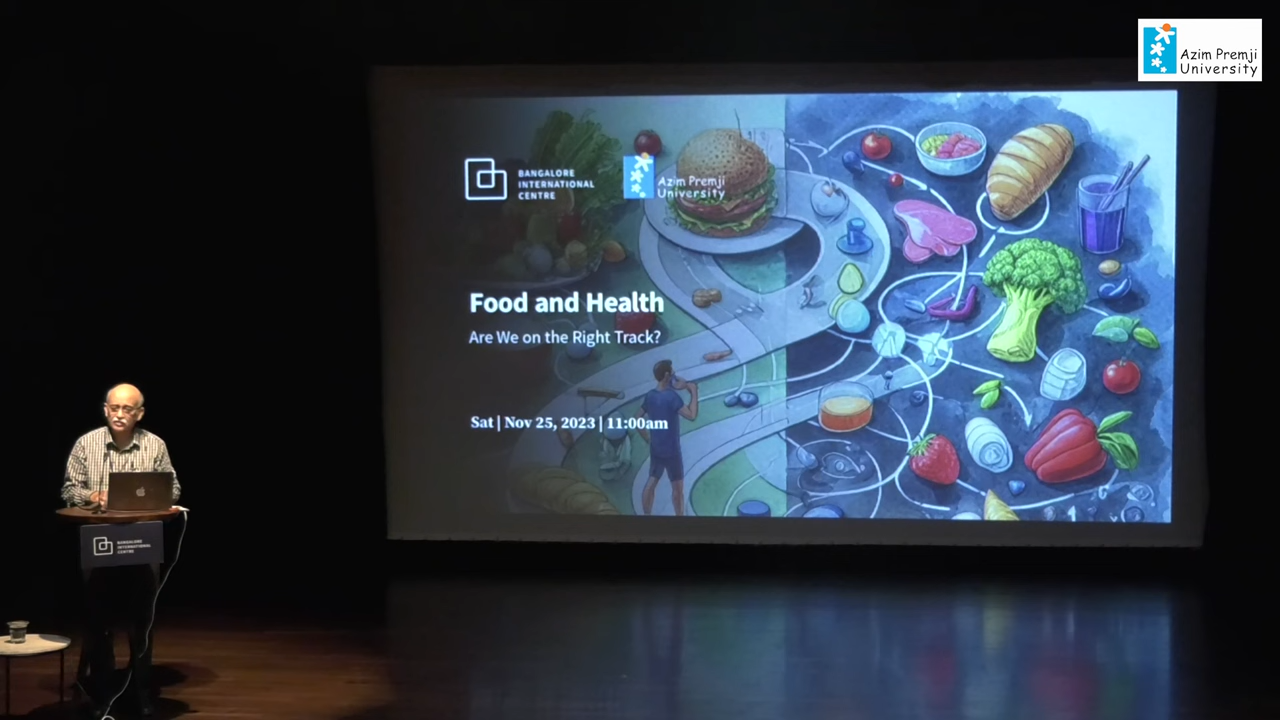 Azim Premji
University
BANGALORE
INTERNATIONAL
CENTRE
Azim Premji
University
Food and Health
Are We on the Right Track?
Sat | Nov 25, 2023 | 11:00am
BANGALORE
INTERNATIONAL
CENTRE